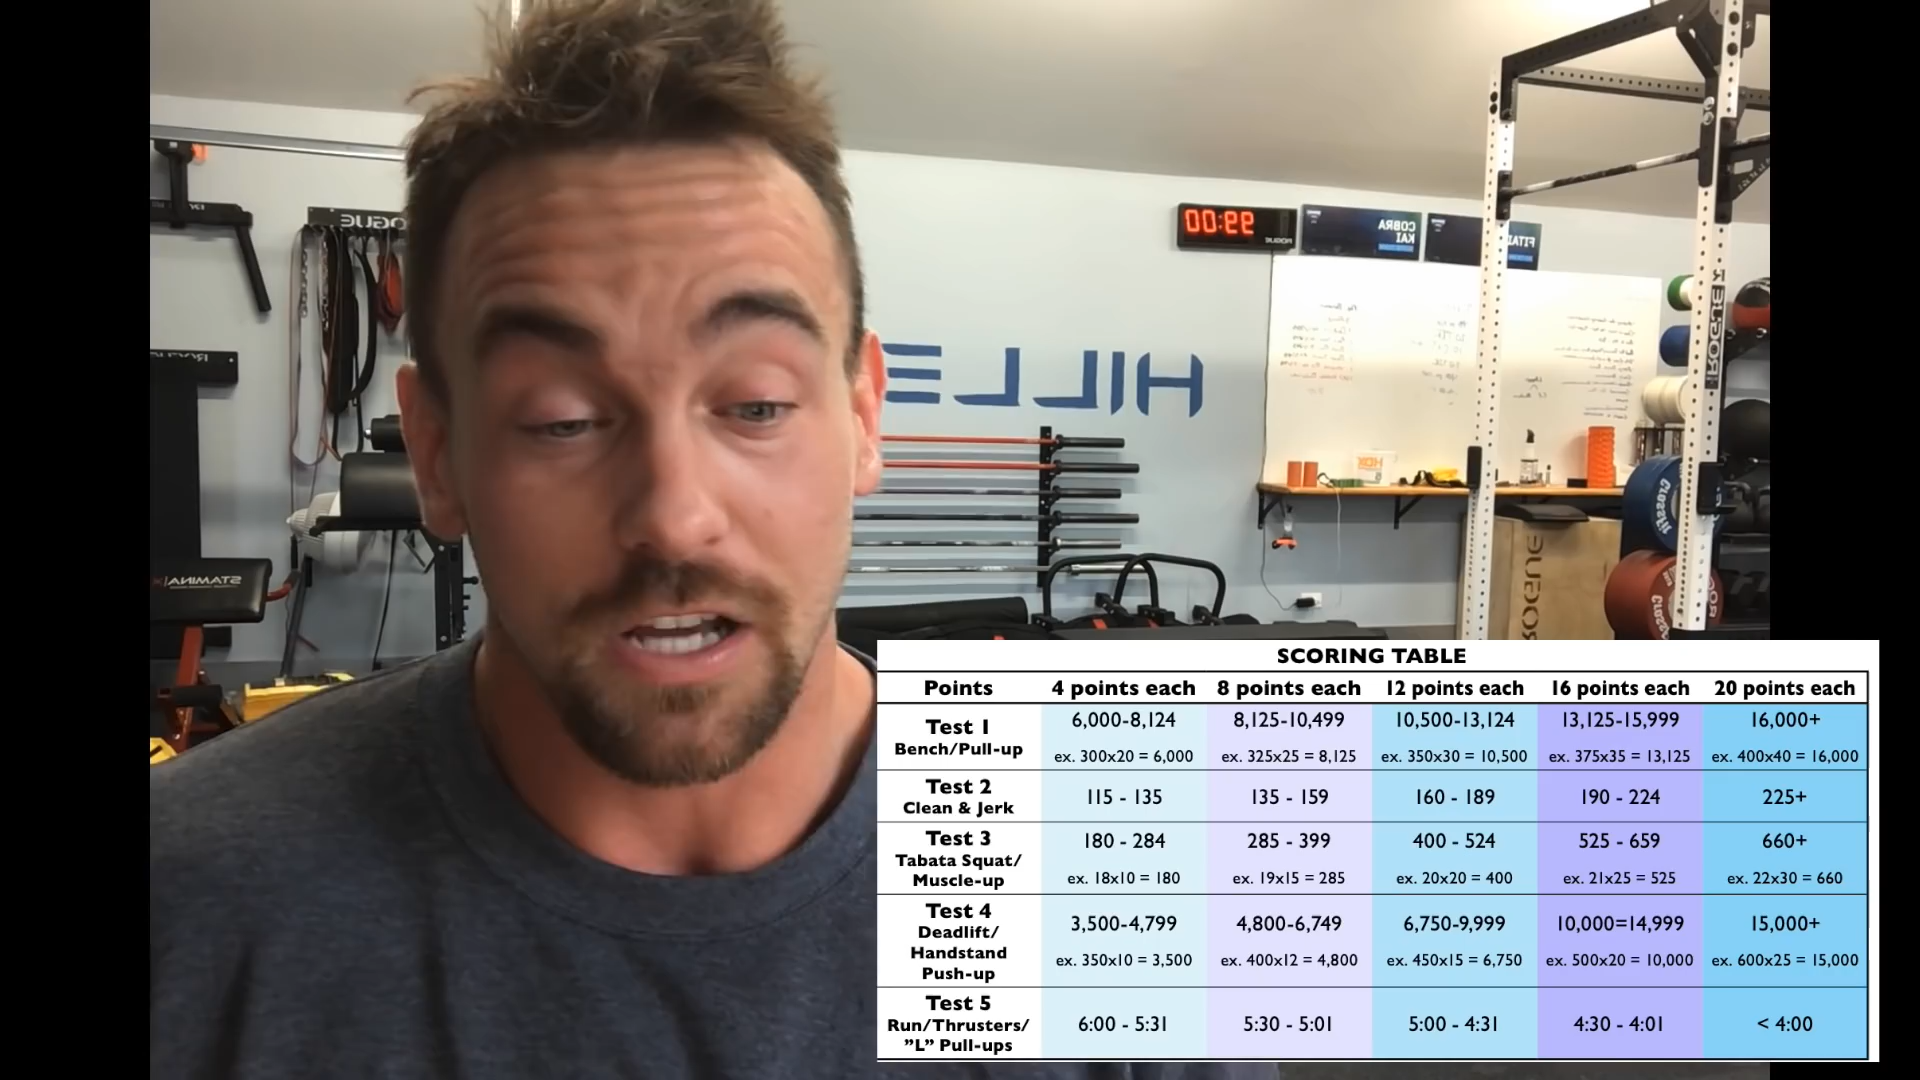 ROGUE
00:22
ROGUE
COBRA
KAI
HILLE
ROGUE
ROGUE
HDX
CROSSFIT
STAMINA X
ROGUE
SCORING TABLE
Points 4 points each 8 points each 12 points each 16 points each 20 points each
Test 1 6,000-8,124 8,125-10,499 10,500-13,124 13,125-15,999 16,000+
Bench/Pull-up ex. 300x20 = 6,000 ex. 325x25 = 8,125 ex. 350x30 = 10,500 ex. 375x35 = 13,125 ex. 400x40 = 16,000
Test 2
Clean & Jerk 115 - 135 135 - 159 160 - 189 190 - 224 225+
Test 3 180 - 284 285 - 399 400 - 524 525 - 659 660+
Tabata Squat/
Muscle-up ex. 18x10 = 180 ex. 19x15 = 285 ex. 20x20 = 400 ex. 21x25 = 525 ex. 22x30 = 660
Test 4
Deadlift/ 3,500-4,799 4,800-6,749 6,750-9,999 10,000=14,999 15,000+
Handstand ex. 350x10 = 3,500 ex. 400x12 = 4,800 ex. 450x15 = 6,750 ex. 500x20 = 10,000 ex. 600x25 = 15,000
Push-up
Test 5
Run/Thrusters/ 6:00 - 5:31 5:30 - 5:01 5:00 - 4:31 4:30 - 4:01 < 4:00
"L" Pull-ups